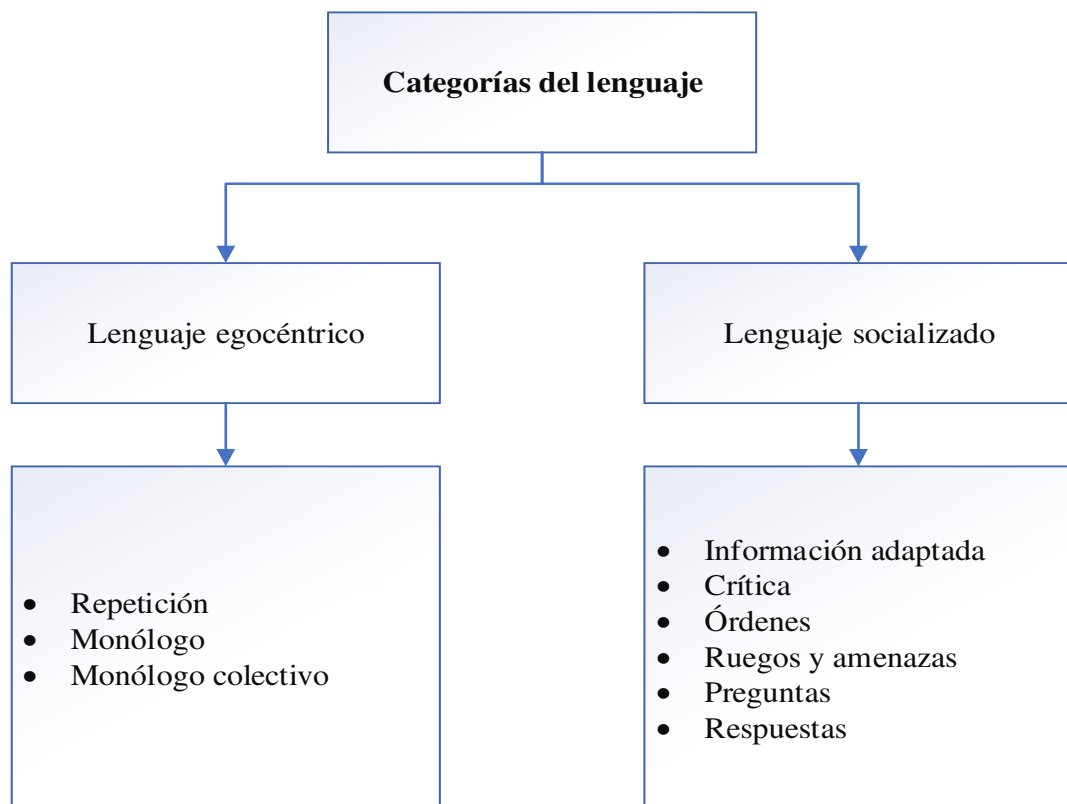 Categorías del lenguaje
Lenguaje egocéntrico
Lenguaje socializado
• Repetición
• Monólogo
• Monólogo colectivo
• Información adaptada
• Crítica
• Órdenes
• Ruegos y amenazas
• Preguntas
• Respuestas